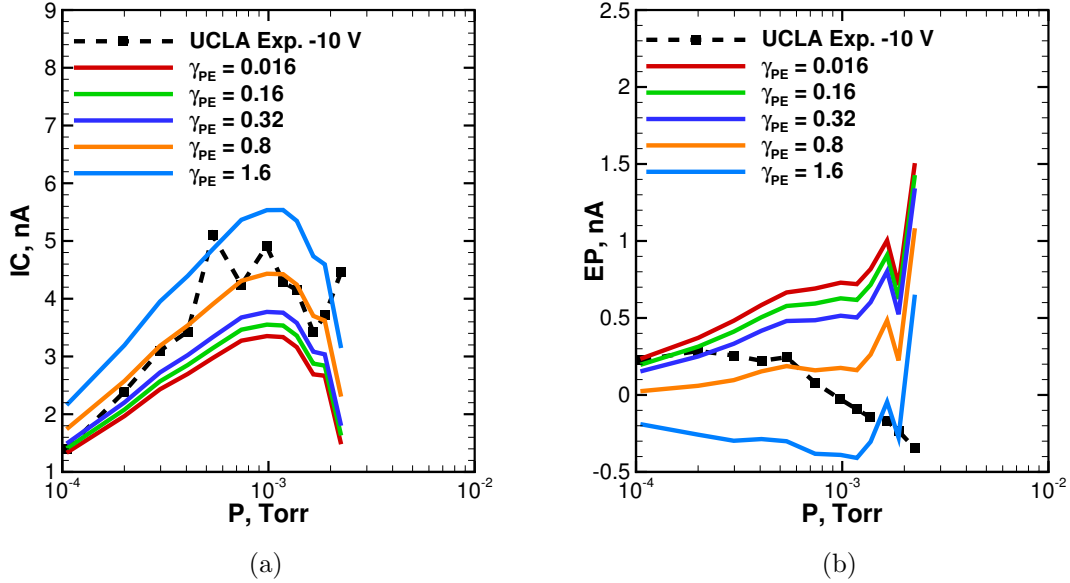 UCLA Exp. -10 V
γPE = 0.016
γPE = 0.16
γPE = 0.32
γPE = 0.8
γPE = 1.6
IC, nA
9
8
7
6
5
4
3
2
1
10-4
10-3
10-2
P, Torr
(a)
UCLA Exp. -10 V
γPE = 0.016
γPE = 0.16
γPE = 0.32
γPE = 0.8
γPE = 1.6
EP, nA
2.5
2
1.5
1
0.5
0
-0.5
10-4
10-3
10-2
P, Torr
(b)